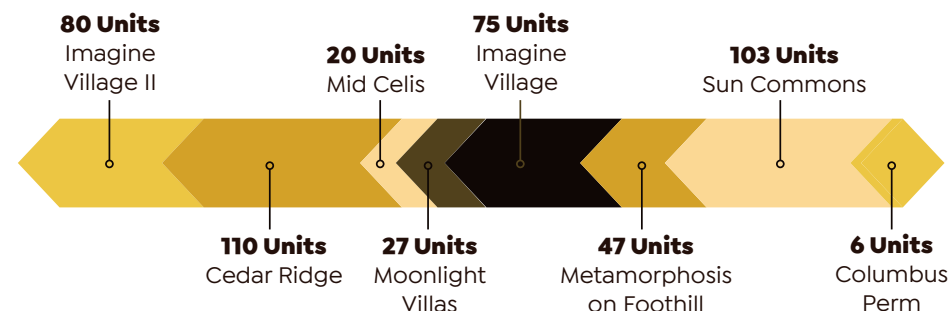 80 Units
Imagine
Village II
20 Units
Mid Celis
75 Units
Imagine
Village
103 Units
Sun Commons
110 Units
Cedar Ridge
27 Units
Moonlight
Villas
47 Units
Metamorphosis
on Foothill
6 Units
Columbus
Perm